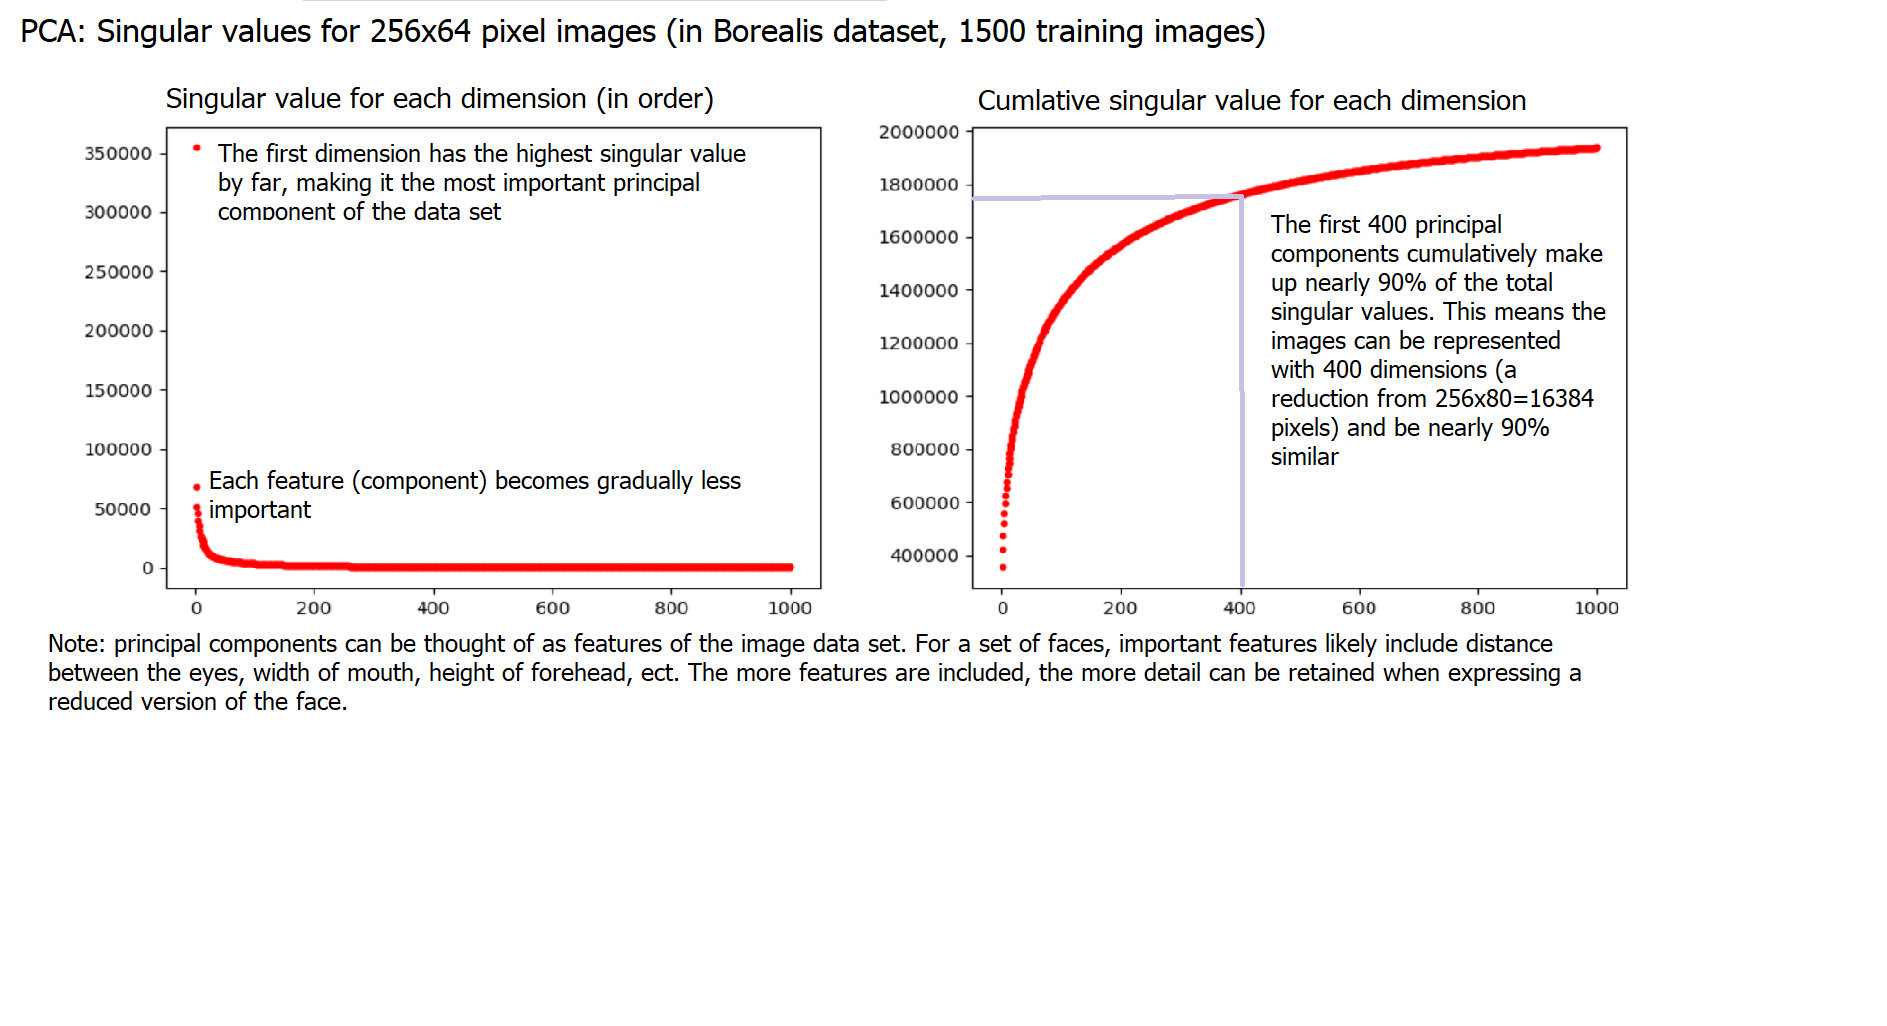 PCA: Singular values for 256x64 pixel images (in Borealis dataset, 1500 training images)
Singular value for each dimension (in order)
350000
300000
250000
200000
150000
100000
50000
0
The first dimension has the highest singular value
by far, making it the most important principal
component of the data set
Each feature (component) becomes gradually less
important
0 200 400 600 800 1000
Cumlative singular value for each dimension
2000000
1800000
1600000
1400000
1200000
1000000
800000
600000
400000
The first 400 principal
components cumulatively make
up nearly 90% of the total
singular values. This means the
images can be represented
with 400 dimensions (a
reduction from 256x80=16384
pixels) and be nearly 90%
similar
0 200 400 600 800 1000
Note: principal components can be thought of as features of the image data set. For a set of faces, important features likely include distance
between the eyes, width of mouth, height of forehead, ect. The more features are included, the more detail can be retained when expressing a
reduced version of the face.